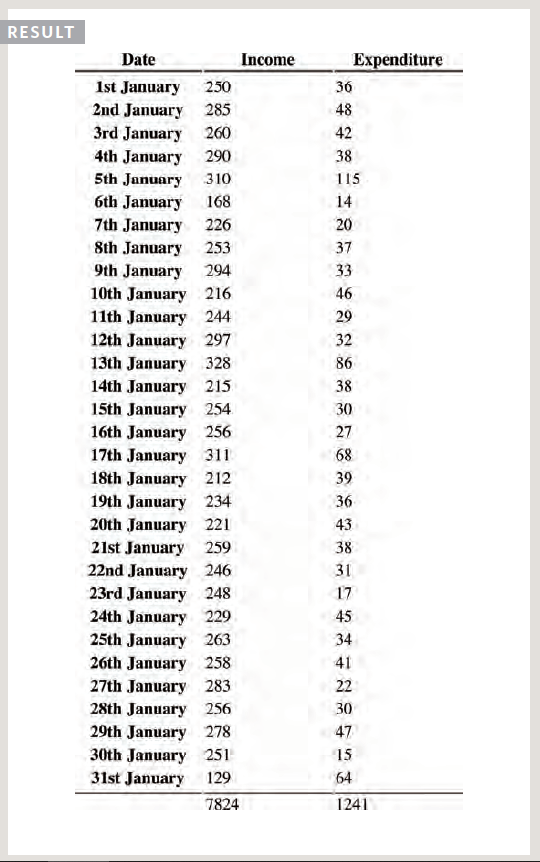 RESULT
Date Income Expenditure
1st January 250 36
2nd January 285 48
3rd January 260 42
4th January 290 38
5th January 310 115
6th January 168 14
7th January 226 20
8th January 253 37
9th January 294 33
10th January 216 46
11th January 244 29
12th January 297 32
13th January 328 86
14th January 215 38
15th January 254 30
16th January 256 27
17th January 311 68
18th January 212 39
19th January 234 36
20th January 221 43
21st January 259 38
22nd January 246 31
23rd January 248 17
24th January 229 45
25th January 263 34
26th January 258 41
27th January 283 22
28th January 256 30
29th January 278 47
30th January 251 15
31st January 129 64
7824 1241